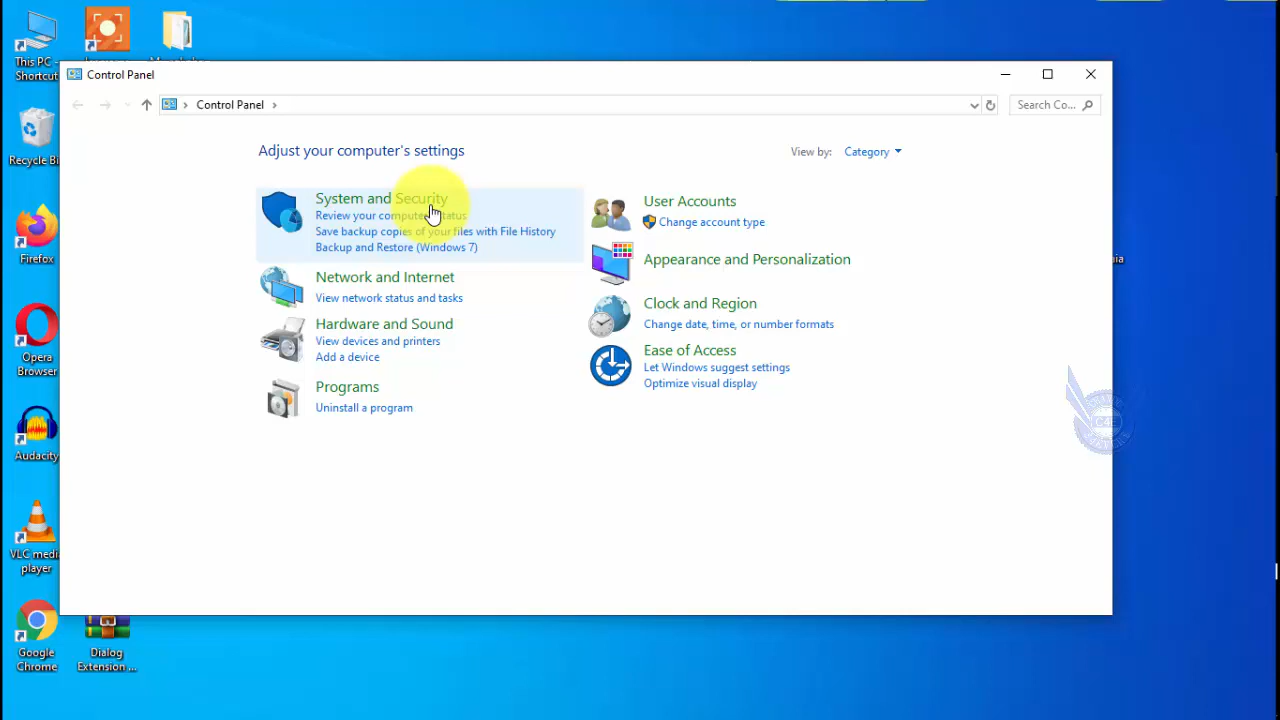 This PC -
Shortcut
Recycle Bi
Firefox
Opera
Browser
Audacity
VLC medi
player
Google
Chrome
Dialog
Extension ...
Control Panel
Control Panel
Search Co...
Adjust your computer's settings
View by: Category
System and Security
Review your compute status
Save backup copies of your files with File History
Backup and Restore (Windows 7)
Network and Internet
View network status and tasks
Hardware and Sound
View devices and printers
Add a device
Programs
Uninstall a program
User Accounts
Change account type
Appearance and Personalization
Clock and Region
Change date, time, or number formats
Ease of Access
Let Windows suggest settings
Optimize visual display
C4E